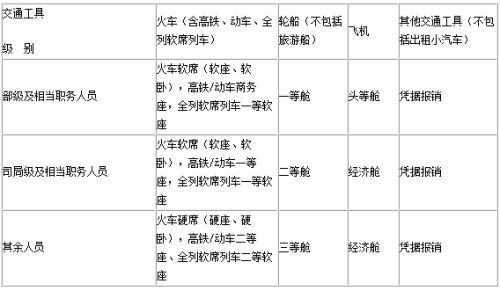 交通工具
级 别
火车（含高铁、动车、全
列软席列车）
轮船（不包括
旅游船）
飞机
其他交通工具（不包
括出租小汽车）
部级及相当职务人员
火车软席（软座、软
卧），高铁/动车商务
座，全列软席列车一等软
座
一等舱
头等舱
凭据报销
司局级及相当职务人员
火车软席（软座、软
卧），高铁/动车一等
座，全列软席列车一等软
座
二等舱
经济舱
凭据报销
其余人员
火车硬席（硬座、硬
卧），高铁/动车二等
座、全列软席列车二等软
座
三等舱
经济舱
凭据报销